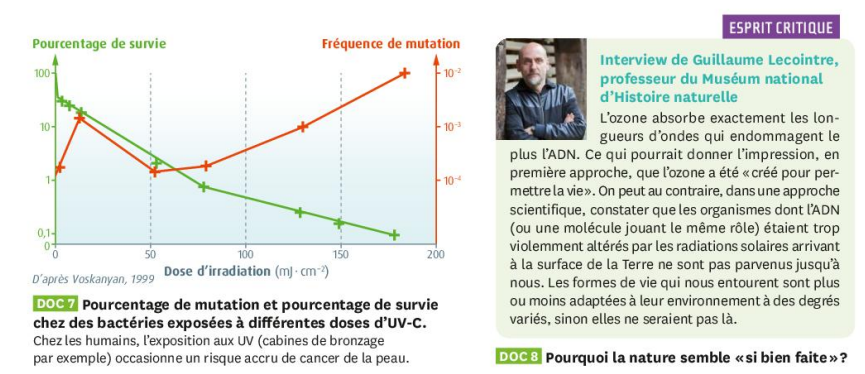 Pourcentage de survie
Fréquence de mutation
100
10
1
0,1
0
10⁻²
10⁻³
10⁻⁴
0
50
100
150
200
D'après Voskanyan, 1999
Dose d'irradiation (mJ·cm⁻²)
DOC 7 Pourcentage de mutation et pourcentage de survie
chez des bactéries exposées à différentes doses d'UV-C.
Chez les humains, l'exposition aux UV (cabines de bronzage
par exemple) occasionne un risque accru de cancer de la peau.
ESPRIT CRITIQUE
Interview de Guillaume Lecointre,
professeur du Muséum national
d'Histoire naturelle
L'ozone absorbe exactement les lon-
gueurs d'ondes qui endommagent le
plus l'ADN. Ce qui pourrait donner l'impression, en
première approche, que l'ozone a été «créé pour per-
mettre la vie». On peut au contraire, dans une approche
scientifique, constater que les organismes dont l'ADN
(ou une molécule jouant le même rôle) étaient trop
violemment altérés par les radiations solaires arrivant
à la surface de la Terre ne sont pas parvenus jusqu'à
nous. Les formes de vie qui nous entourent sont plus
ou moins adaptées à leur environnement à des degrés
variés, sinon elles ne seraient pas là.
DOC 8 Pourquoi la nature semble «si bien faite»?